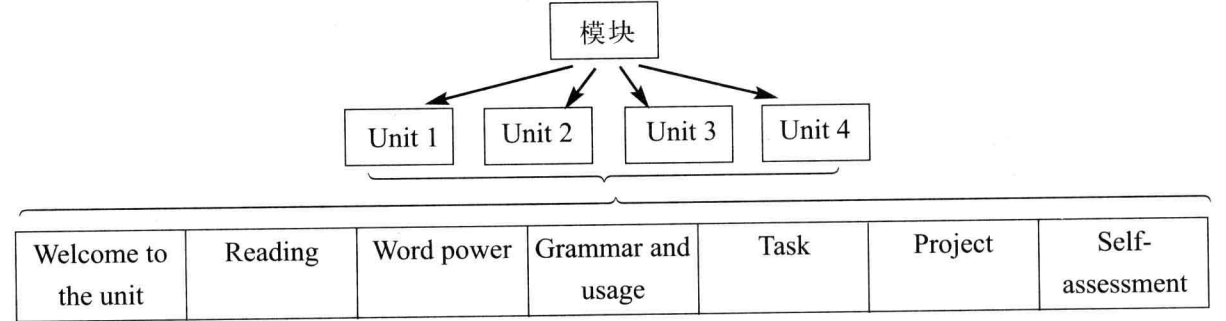 模块
Unit 1
Unit 2
Unit 3
Unit 4
Welcome to
the unit
Reading
Word power
Grammar and
usage
Task
Project
Self-
assessment